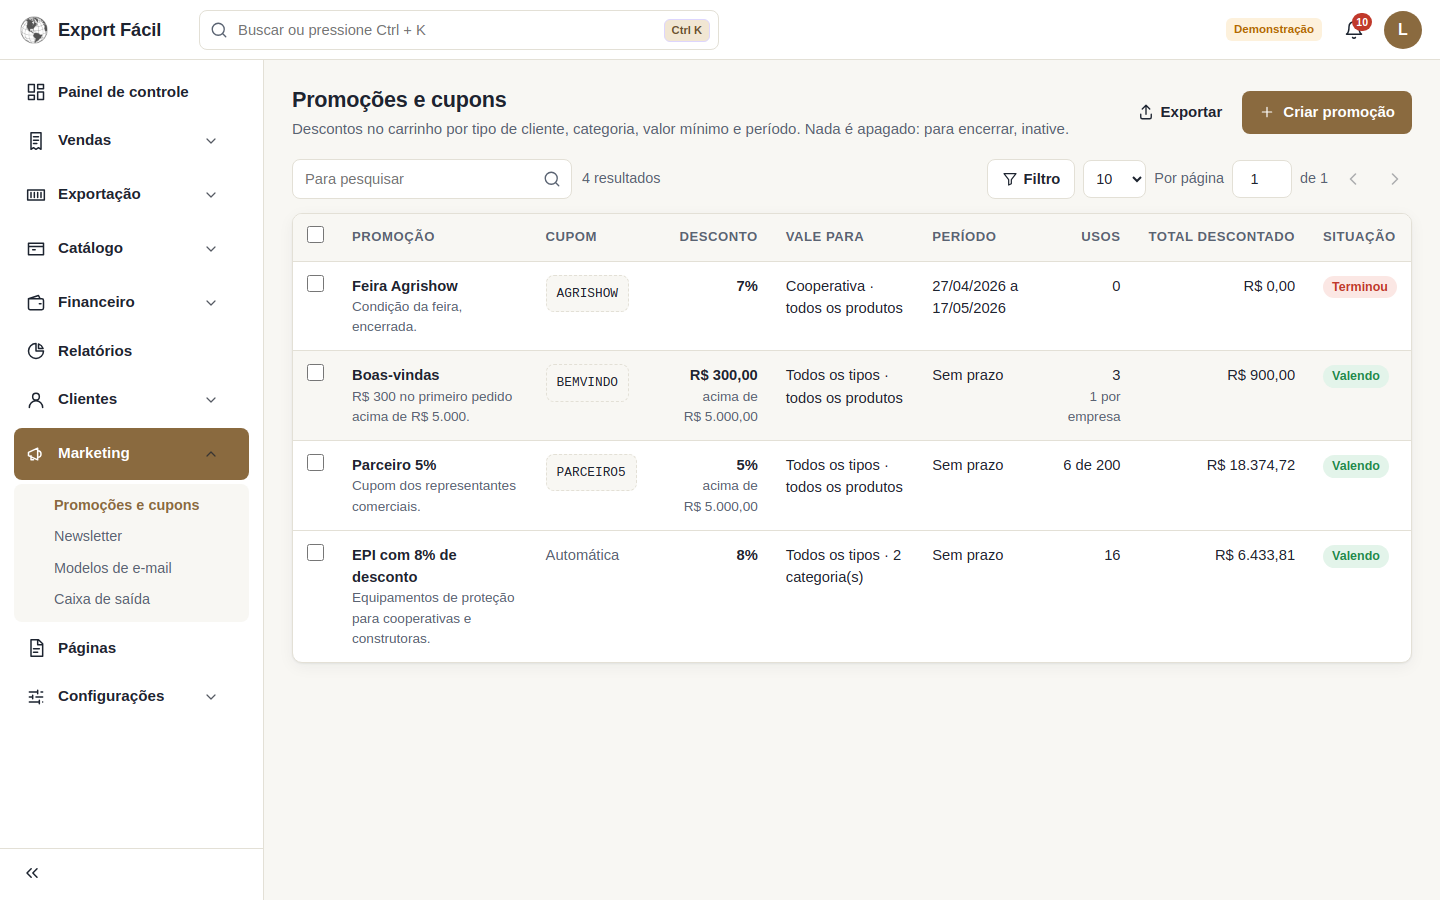 Export Fácil
Buscar ou pressione Ctrl + K
Ctrl K
Demonstração
10
L
Painel de controle
Vendas
Exportação
Catálogo
Financeiro
Relatórios
Clientes
Marketing
Promoções e cupons
Newsletter
Modelos de e-mail
Caixa de saída
Páginas
Configurações
Promoções e cupons
Descontos no carrinho por tipo de cliente, categoria, valor mínimo e período. Nada é apagado: para encerrar, inative.
Exportar
Criar promoção
Para pesquisar
4 resultados
Filtro
10
Por página
1
de 1
PROMOÇÃO CUPOM DESCONTO VALE PARA PERÍODO USOS TOTAL DESCONTADO SITUAÇÃO
Feira Agrishow
Condição da feira,
encerrada.
AGRISHOW
7%
Cooperativa ·
todos os produtos
27/04/2026 a
17/05/2026
0
R$ 0,00
Terminou
Boas-vindas
R$ 300 no primeiro pedido
acima de R$ 5.000.
BEMVINDO
R$ 300,00
acima de
R$ 5.000,00
Todos os tipos ·
todos os produtos
Sem prazo
3
1 por
empresa
R$ 900,00
Valendo
Parceiro 5%
Cupom dos representantes
comerciais.
PARCEIRO5
5%
acima de
R$ 5.000,00
Todos os tipos ·
todos os produtos
Sem prazo
6 de 200
R$ 18.374,72
Valendo
EPI com 8% de
desconto
Equipamentos de proteção
para cooperativas e
construtoras.
Automática
8%
Todos os tipos · 2
categoria(s)
Sem prazo
16
R$ 6.433,81
Valendo